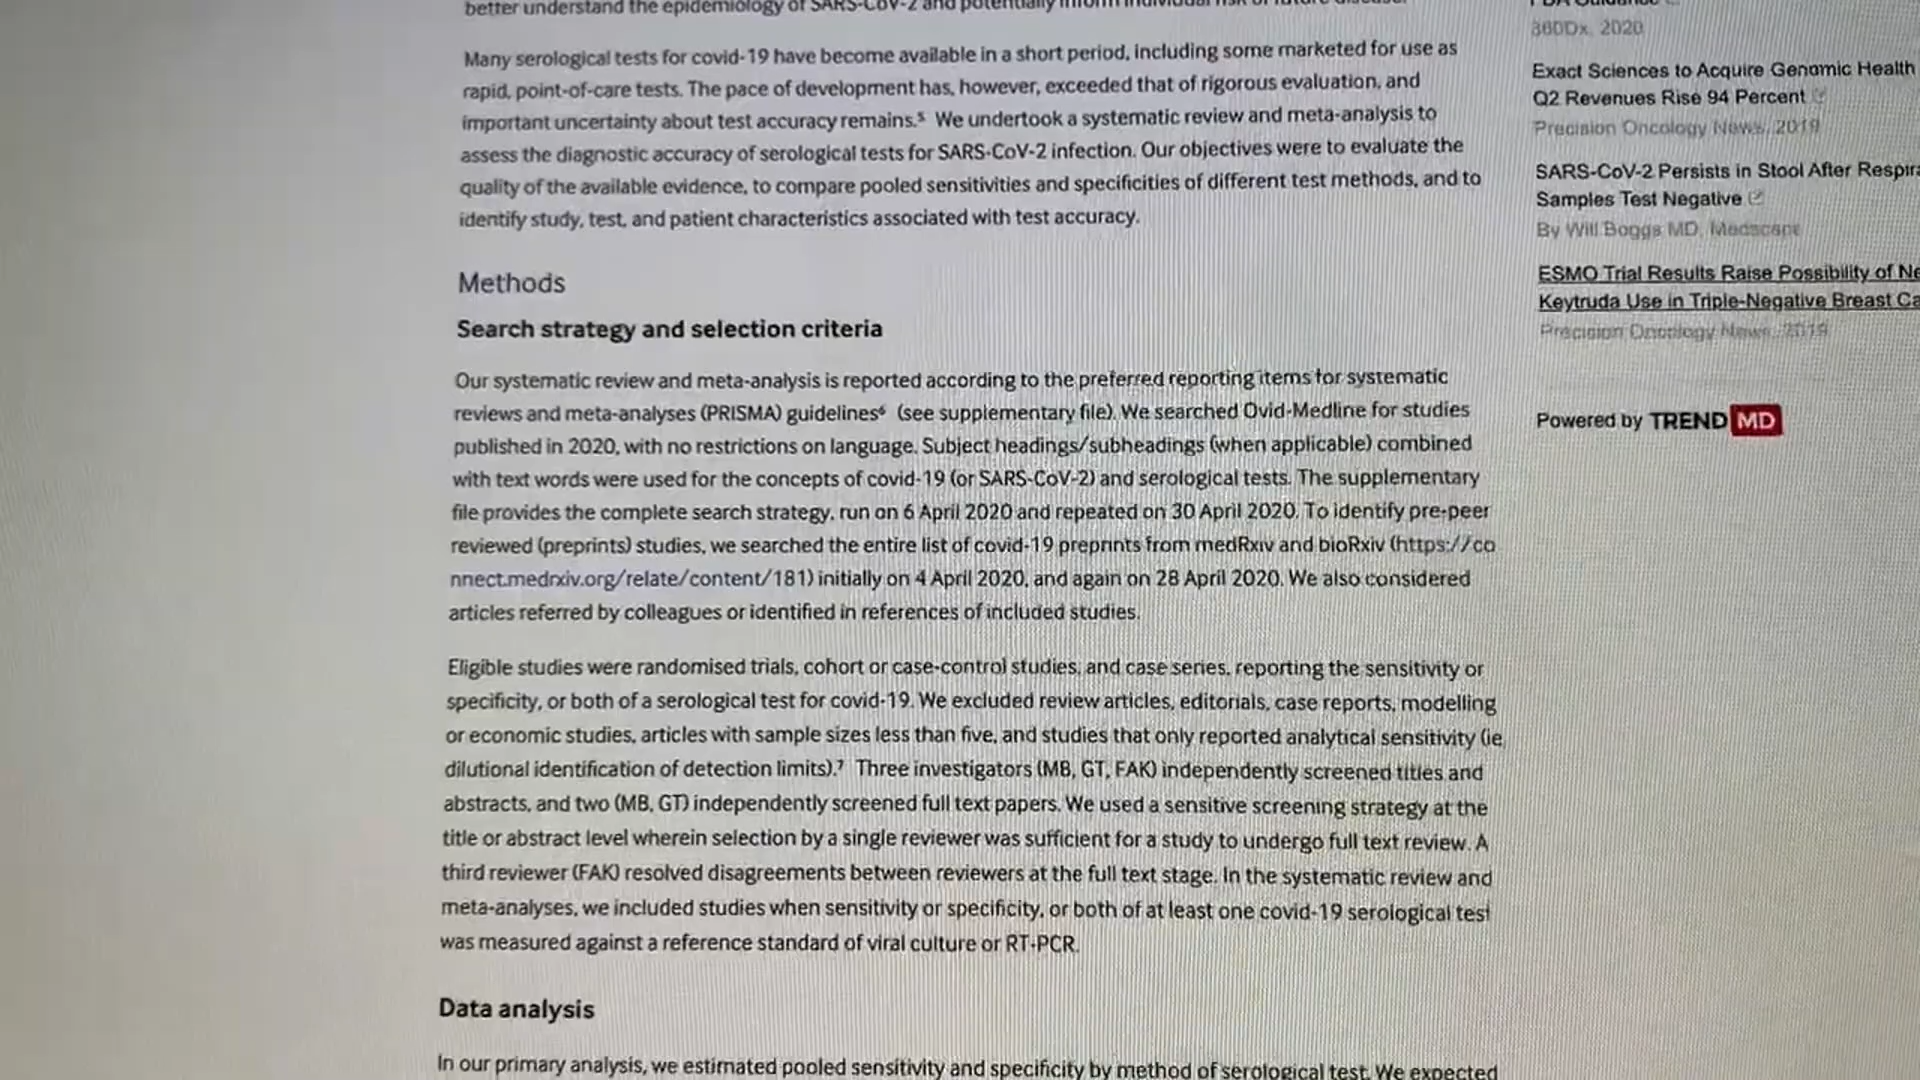 better understand the epidemiology of SARS-CoV-2 and potentially inform individual risk of future disease.
Many serological tests for covid-19 have become available in a short period, including some marketed for use as
rapid, point-of-care tests. The pace of development has, however, exceeded that of rigorous evaluation, and
important uncertainty about test accuracy remains.⁵ We undertook a systematic review and meta-analysis to
assess the diagnostic accuracy of serological tests for SARS-CoV-2 infection. Our objectives were to evaluate the
quality of the available evidence, to compare pooled sensitivities and specificities of different test methods, and to
identify study, test, and patient characteristics associated with test accuracy.
Methods
Search strategy and selection criteria
Our systematic review and meta-analysis is reported according to the preferred reporting items for systematic
reviews and meta-analyses (PRISMA) guidelines⁶ (see supplementary file). We searched Ovid-Medline for studies
published in 2020, with no restrictions on language. Subject headings/subheadings (when applicable) combined
with text words were used for the concepts of covid-19 (or SARS-CoV-2) and serological tests. The supplementary
file provides the complete search strategy, run on 6 April 2020 and repeated on 30 April 2020. To identify pre-peer
reviewed (preprints) studies, we searched the entire list of covid-19 preprints from medRxiv and bioRxiv (https://co
nnect.medrxiv.org/relate/content/181) initially on 4 April 2020, and again on 28 April 2020. We also considered
articles referred by colleagues or identified in references of included studies.
Eligible studies were randomised trials, cohort or case-control studies, and case series, reporting the sensitivity or
specificity, or both of a serological test for covid-19. We excluded review articles, editorials, case reports, modelling
or economic studies, articles with sample sizes less than five, and studies that only reported analytical sensitivity (ie,
dilutional identification of detection limits).⁷ Three investigators (MB, GT, FAK) independently screened titles and
abstracts, and two (MB, GT) independently screened full text papers. We used a sensitive screening strategy at the
title or abstract level wherein selection by a single reviewer was sufficient for a study to undergo full text review. A
third reviewer (FAK) resolved disagreements between reviewers at the full text stage. In the systematic review and
meta-analyses, we included studies when sensitivity or specificity, or both of at least one covid-19 serological test
was measured against a reference standard of viral culture or RT-PCR.
Data analysis
In our primary analysis, we estimated pooled sensitivity and specificity by method of serological test. We expected
FDA Guidance
360Dx, 2020
Exact Sciences to Acquire Genomic Health
Q2 Revenues Rise 94 Percent
Precision Oncology News, 2019
SARS-CoV-2 Persists in Stool After Respira
Samples Test Negative
By Will Boggs MD, Medscape
ESMO Trial Results Raise Possibility of Ne
Keytruda Use in Triple-Negative Breast Ca
Precision Oncology News, 2019
Powered by TREND MD